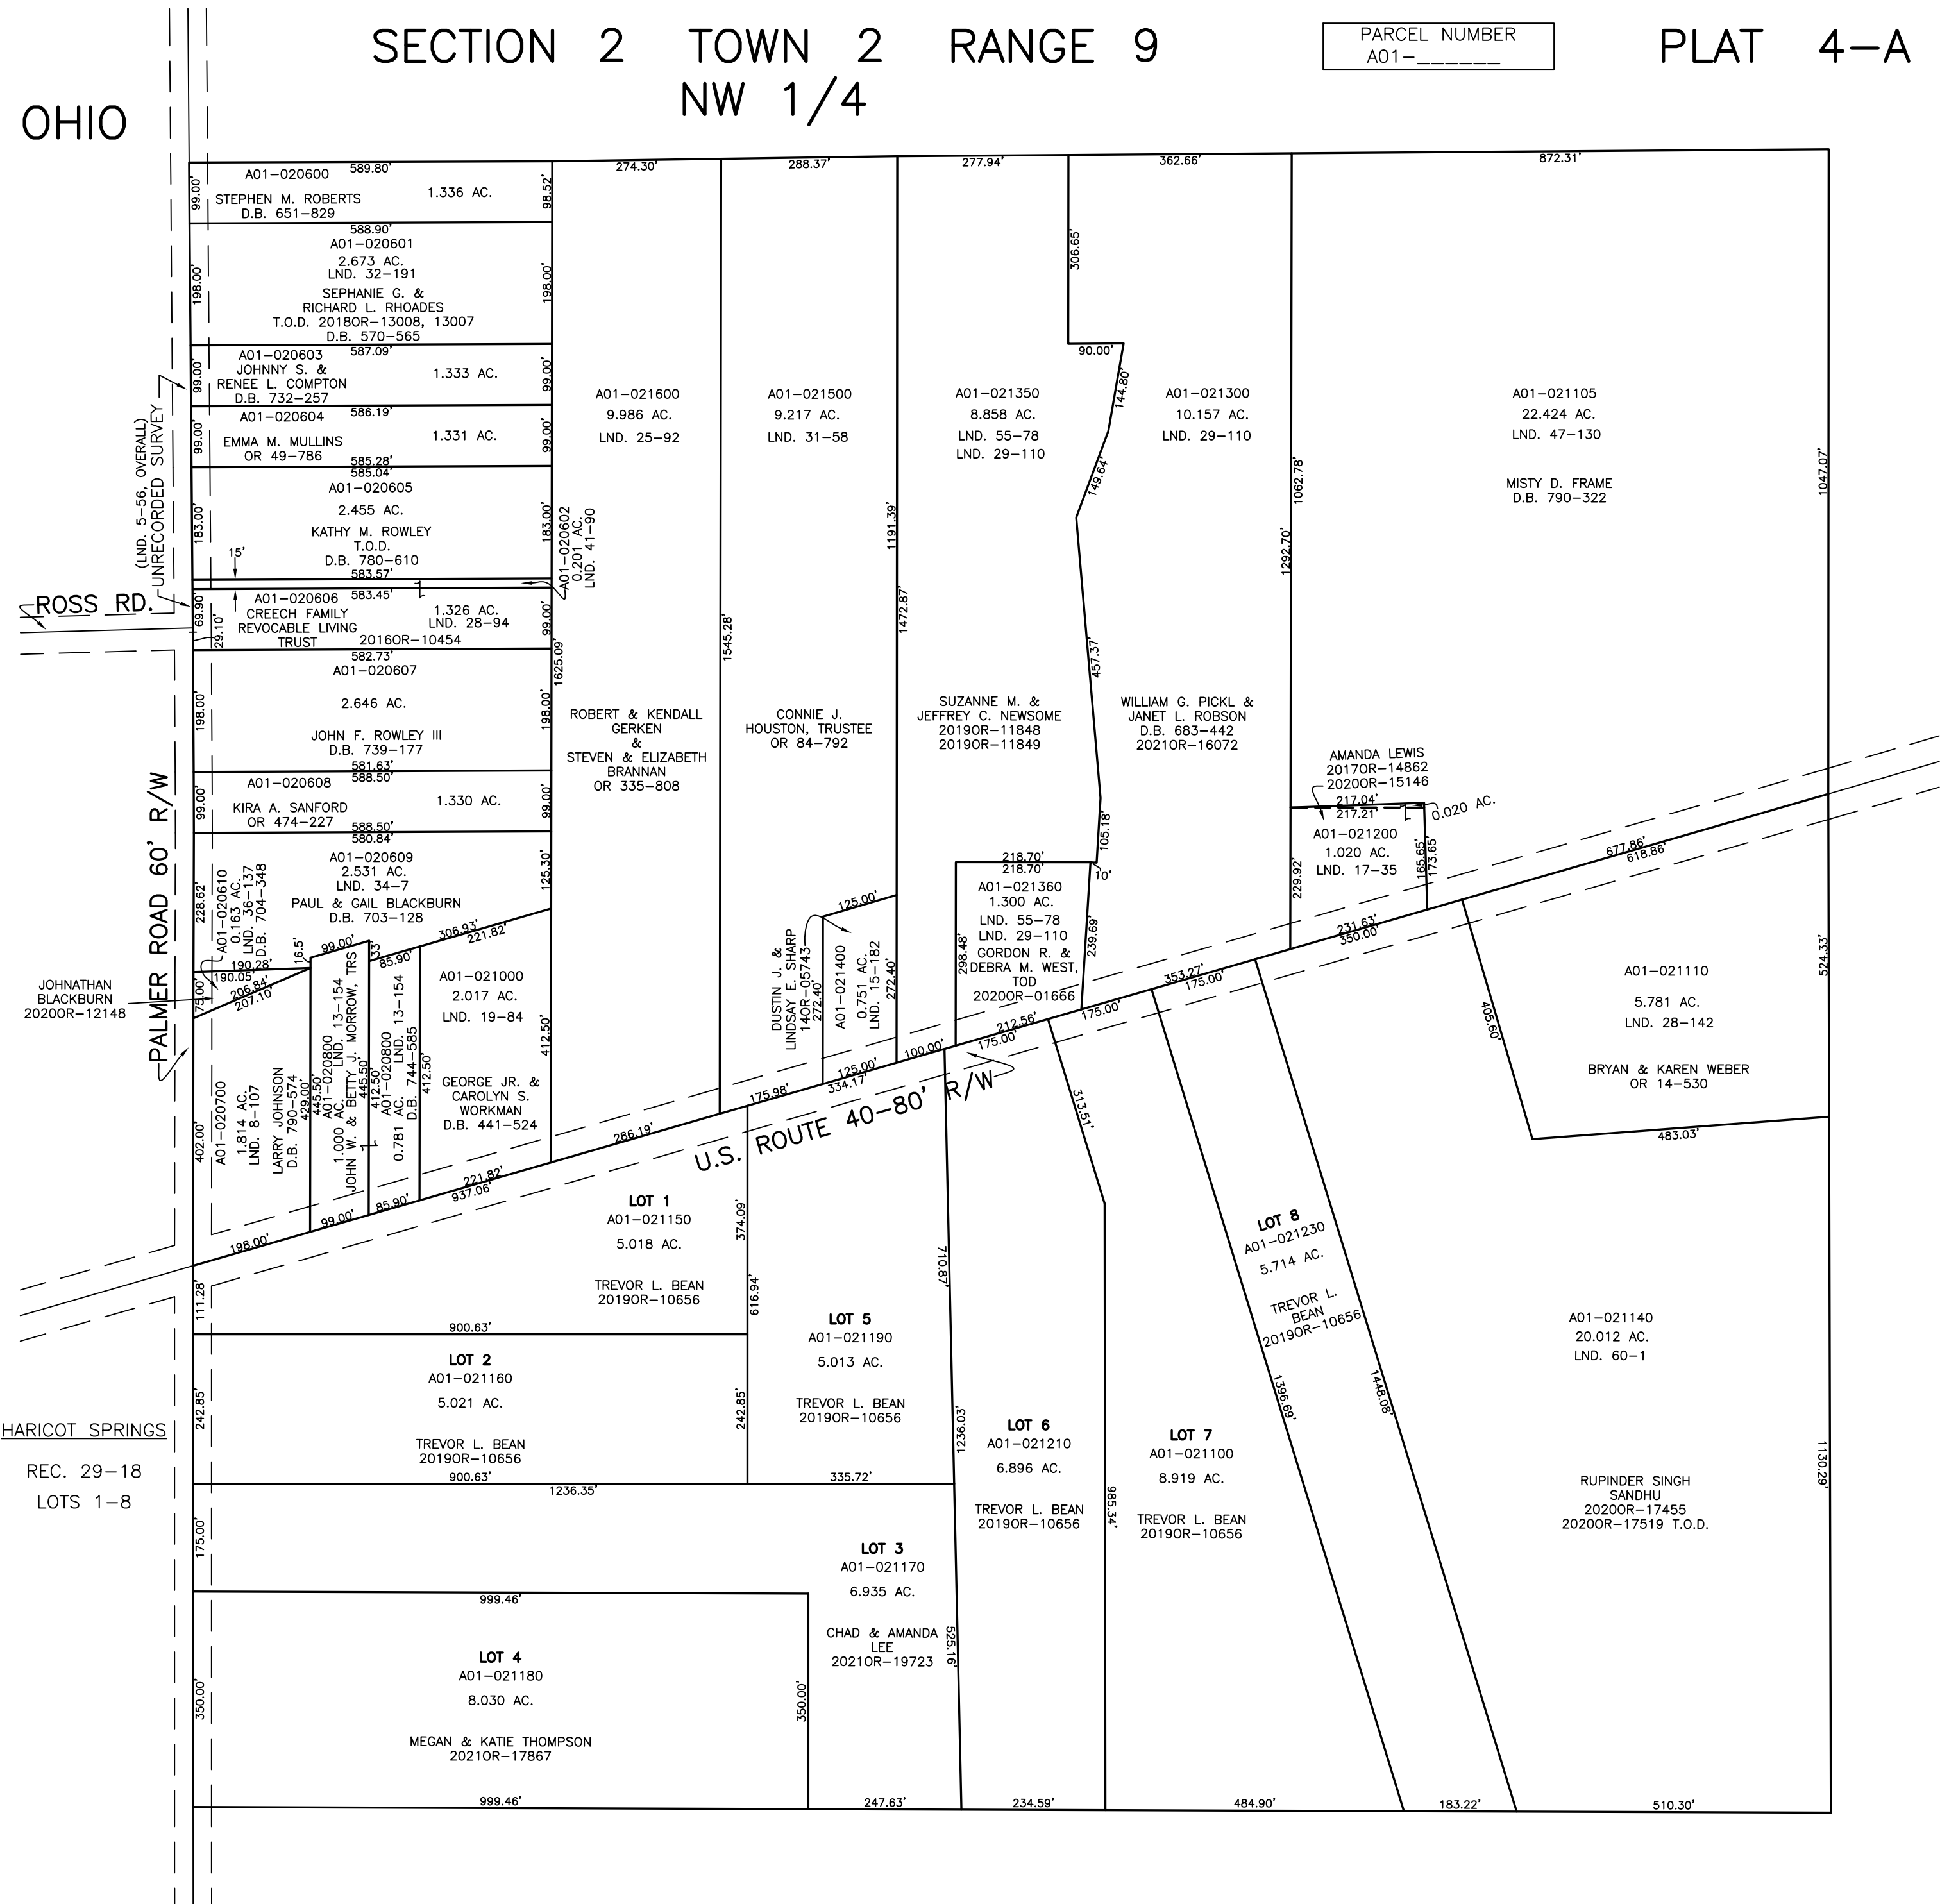 SECTION 2 TOWN 2 RANGE 9
NW 1/4
PARCEL NUMBER
A01-______
PLAT 4-A
OHIO
589.80'
A01-020600
1.336 AC.
STEPHEN M. ROBERTS
D.B. 651-829
99.00'
98.52'
588.90'
A01-020601
2.673 AC.
LND. 32-191
SEPHANIE G. &
RICHARD L. RHOADES
T.O.D. 2018OR-13008, 13007
D.B. 570-565
198.00'
198.00'
587.09'
A01-020603
JOHNNY S. &
RENEE L. COMPTON
D.B. 732-257
1.333 AC.
99.00'
99.00'
586.19'
A01-020604
EMMA M. MULLINS
OR 49-786
1.331 AC.
99.00'
99.00'
585.28'
585.04'
A01-020605
2.455 AC.
KATHY M. ROWLEY
T.O.D.
D.B. 780-610
183.00'
183.00'
583.57'
15'
A01-020602
0.201 AC.
LND. 41-90
(LND. 5-56, OVERALL)
UNRECORDED SURVEY
ROSS RD.
583.45'
A01-020606
CREECH FAMILY
REVOCABLE LIVING
TRUST
1.326 AC.
LND. 28-94
2016OR-10454
69.90'
29.10'
99.00'
582.73'
A01-020607
2.646 AC.
JOHN F. ROWLEY III
D.B. 739-177
198.00'
198.00'
581.63'
588.50'
A01-020608
1.330 AC.
KIRA A. SANFORD
OR 474-227
99.00'
99.00'
588.50'
580.84'
A01-020609
2.531 AC.
LND. 34-7
PAUL & GAIL BLACKBURN
D.B. 703-128
228.62'
125.30'
A01-020610
0.163 AC.
LND. 36-137
D.B. 704-348
190.28'
190.05'
206.84'
207.10'
75.00'
JOHNATHAN
BLACKBURN
2020OR-12148
PALMER ROAD 60' R/W
16.5'
99.00'
33'
306.93'
85.90'
221.82'
402.00'
A01-020700
1.814 AC.
LND. 8-107
LARRY JOHNSON
D.B. 790-574
429.00'
445.50'
A01-020800
1.000 AC. LND. 13-154
JOHN W. & BETTY J. MORROW, TRS
445.50'
412.50'
A01-020800
0.781 AC. LND. 13-154
D.B. 744-585
412.50'
A01-021000
2.017 AC.
LND. 19-84
GEORGE JR. &
CAROLYN S.
WORKMAN
D.B. 441-524
412.50'
198.00'
99.00'
85.90'
221.82'
937.06'
274.30'
A01-021600
9.986 AC.
LND. 25-92
1625.09'
ROBERT & KENDALL
GERKEN
&
STEVEN & ELIZABETH
BRANNAN
OR 335-808
286.19'
1545.28'
288.37'
A01-021500
9.217 AC.
LND. 31-58
1191.39'
1472.87'
CONNIE J.
HOUSTON, TRUSTEE
OR 84-792
175.98'
125.00'
DUSTIN J. &
LINDSAY E. SHARP
14OR-05743
272.40'
A01-021400
0.751 AC.
LND. 15-182
272.40'
125.00'
334.17'
277.94'
306.65'
90.00'
A01-021350
8.858 AC.
LND. 55-78
LND. 29-110
144.80'
149.64'
457.37'
105.18'
SUZANNE M. &
JEFFREY C. NEWSOME
2019OR-11848
2019OR-11849
218.70'
218.70'
10'
A01-021360
1.300 AC.
LND. 55-78
LND. 29-110
GORDON R. &
DEBRA M. WEST,
TOD
2020OR-01666
298.48'
239.69'
100.00'
212.56'
175.00'
362.66'
A01-021300
10.157 AC.
LND. 29-110
1062.78'
1292.70'
WILLIAM G. PICKL &
JANET L. ROBSON
D.B. 683-442
2021OR-16072
175.00'
353.27'
175.00'
872.31'
A01-021105
22.424 AC.
LND. 47-130
MISTY D. FRAME
D.B. 790-322
1047.07'
AMANDA LEWIS
2017OR-14862
2020OR-15146
217.04'
217.21'
0.020 AC.
A01-021200
1.020 AC.
LND. 17-35
229.92'
165.65'
173.65'
677.86'
618.86'
231.63'
350.00'
524.33'
405.60'
A01-021110
5.781 AC.
LND. 28-142
BRYAN & KAREN WEBER
OR 14-530
483.03'
U.S. ROUTE 40-80' R/W
LOT 1
A01-021150
5.018 AC.
TREVOR L. BEAN
2019OR-10656
111.28'
374.09'
616.94'
900.63'
LOT 2
A01-021160
5.021 AC.
TREVOR L. BEAN
2019OR-10656
242.85'
242.85'
900.63'
1236.35'
LOT 5
A01-021190
5.013 AC.
TREVOR L. BEAN
2019OR-10656
335.72'
710.87'
1236.03'
LOT 6
A01-021210
6.896 AC.
TREVOR L. BEAN
2019OR-10656
313.51'
985.34'
LOT 7
A01-021100
8.919 AC.
TREVOR L. BEAN
2019OR-10656
LOT 8
A01-021230
5.714 AC.
TREVOR L.
BEAN
2019OR-10656
1396.69'
1448.08'
A01-021140
20.012 AC.
LND. 60-1
RUPINDER SINGH
SANDHU
2020OR-17455
2020OR-17519 T.O.D.
1130.29'
HARICOT SPRINGS
REC. 29-18
LOTS 1-8
175.00'
LOT 3
A01-021170
6.935 AC.
CHAD & AMANDA
LEE
2021OR-19723
525.16'
999.46'
LOT 4
A01-021180
8.030 AC.
MEGAN & KATIE THOMPSON
2021OR-17867
350.00'
350.00'
999.46'
247.63'
234.59'
484.90'
183.22'
510.30'